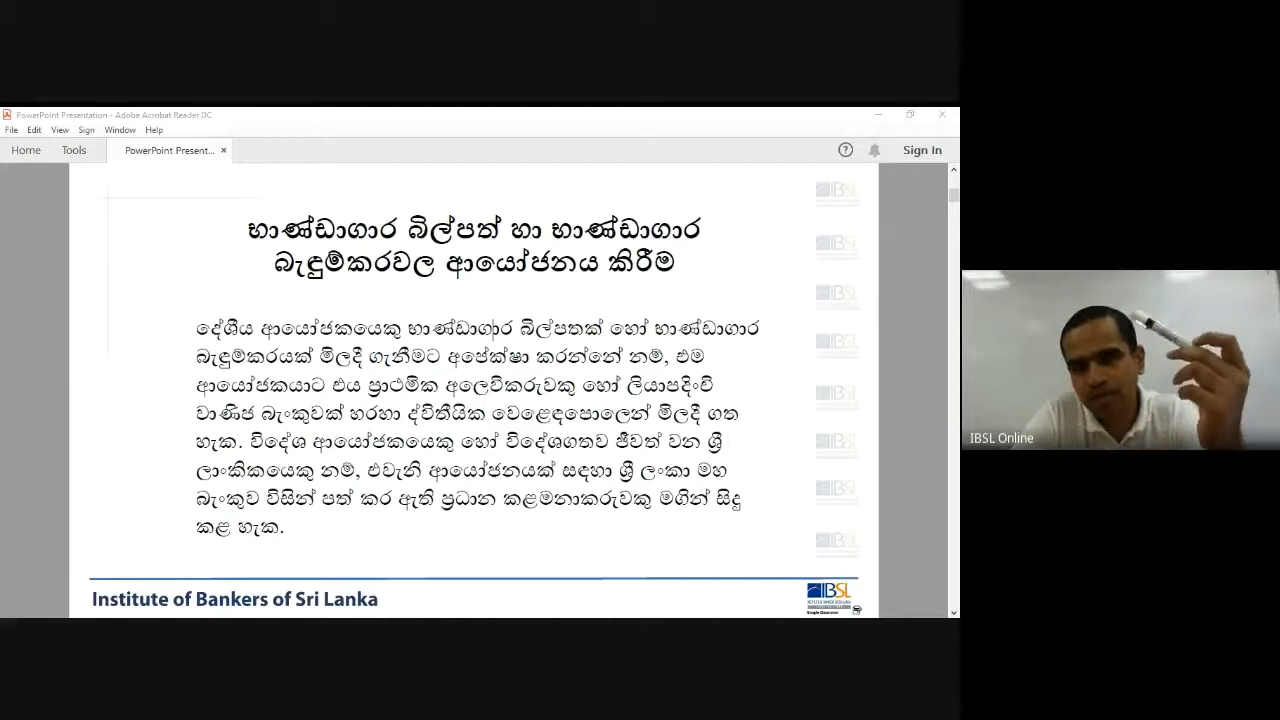 PowerPoint Presentation - Adobe Acrobat Reader DC
File Edit View Sign Window Help
Home Tools PowerPoint Present... × Sign In
භාණ්ඩාගාර බිල්පත් හා භාණ්ඩාගාර
බැඳුම්කරවල ආයෝජනය කිරීම
දේශීය ආයෝජකයෙකු භාණ්ඩාගාර බිල්පතක් හෝ භාණ්ඩාගාර
බැඳුම්කරයක් මිලදී ගැනීමට අපේක්ෂා කරන්නේ නම්, එම
ආයෝජකයාට එය ප්‍රාථමික අලෙවිකරුවකු හෝ ලියාපදිංචි
වාණිජ බැංකුවක් හරහා ද්විතීයික වෙළෙඳපොලෙන් මිලදී ගත
හැක. විදේශ ආයෝජකයෙකු හෝ විදේශගතව ජීවත් වන ශ්‍රී
ලාංකිකයෙකු නම්, එවැනි ආයෝජනයක් සඳහා ශ්‍රී ලංකා මහ
බැංකුව විසින් පත් කර ඇති ප්‍රධාන කළමනාකරුවකු මගින් සිදු
කළ හැක.
Institute of Bankers of Sri Lanka
IBSL
IBSL Online